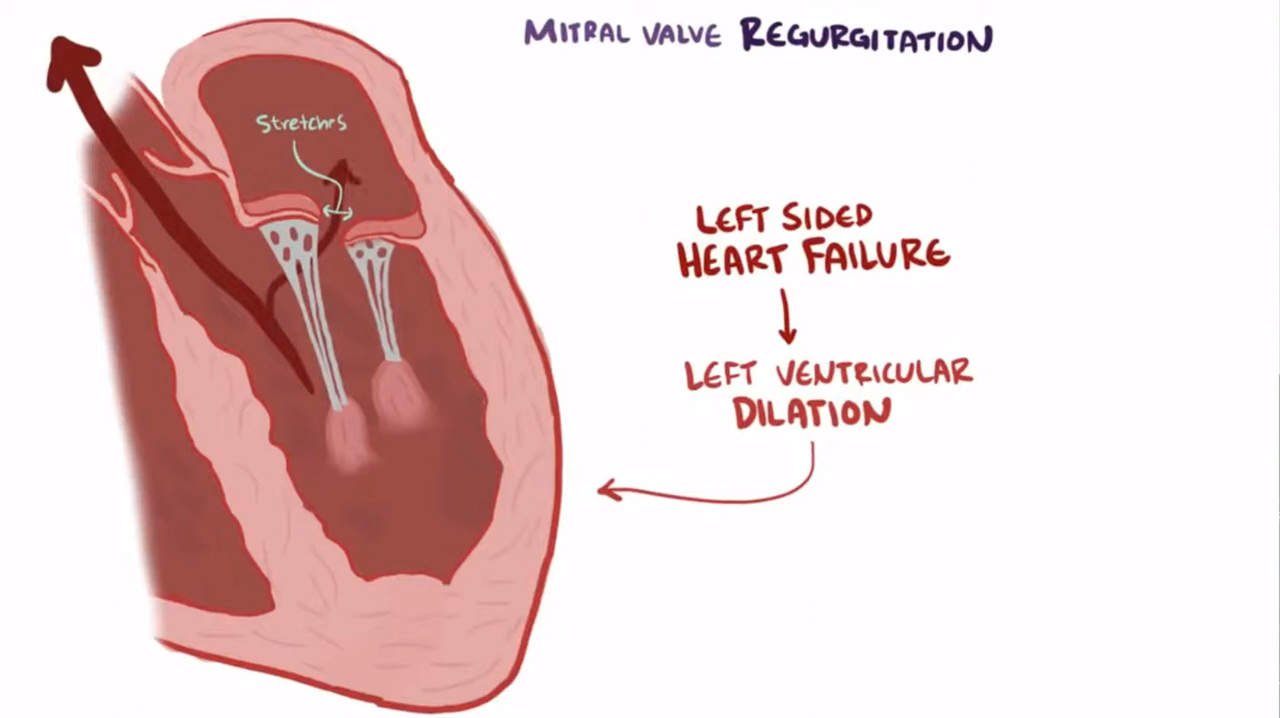 MITRAL VALVE REGURGITATION
Stretches
LEFT SIDED
HEART FAILURE
LEFT VENTRICULAR
DILATION